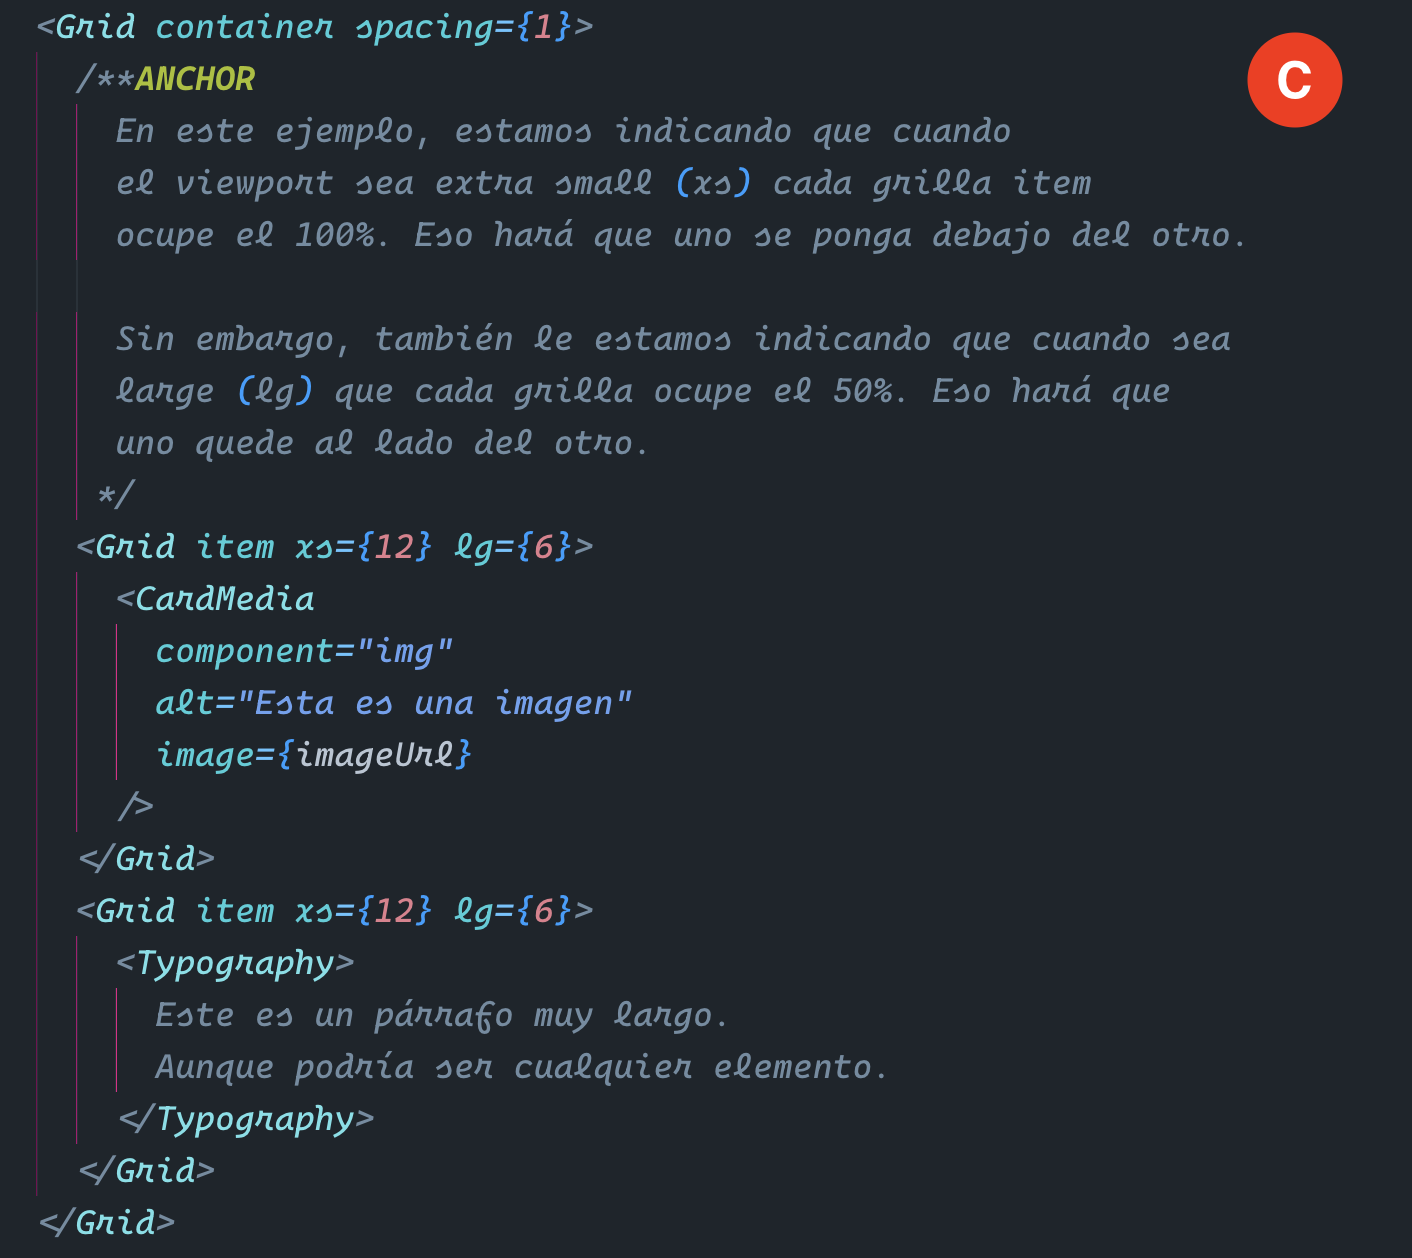 <Grid container spacing={1}>
C
/**ANCHOR
En este ejemplo, estamos indicando que cuando
el viewport sea extra small (xs) cada grilla item
ocupe el 100%. Eso hará que uno se ponga debajo del otro.
Sin embargo, también le estamos indicando que cuando sea
large (lg) que cada grilla ocupe el 50%. Eso hará que
uno quede al lado del otro.
*/
<Grid item xs={12} lg={6}>
<CardMedia
component="img"
alt="Esta es una imagen"
image={imageUrl}
/>
</Grid>
<Grid item xs={12} lg={6}>
<Typography>
Este es un párrafo muy largo.
Aunque podría ser cualquier elemento.
</Typography>
</Grid>
</Grid>